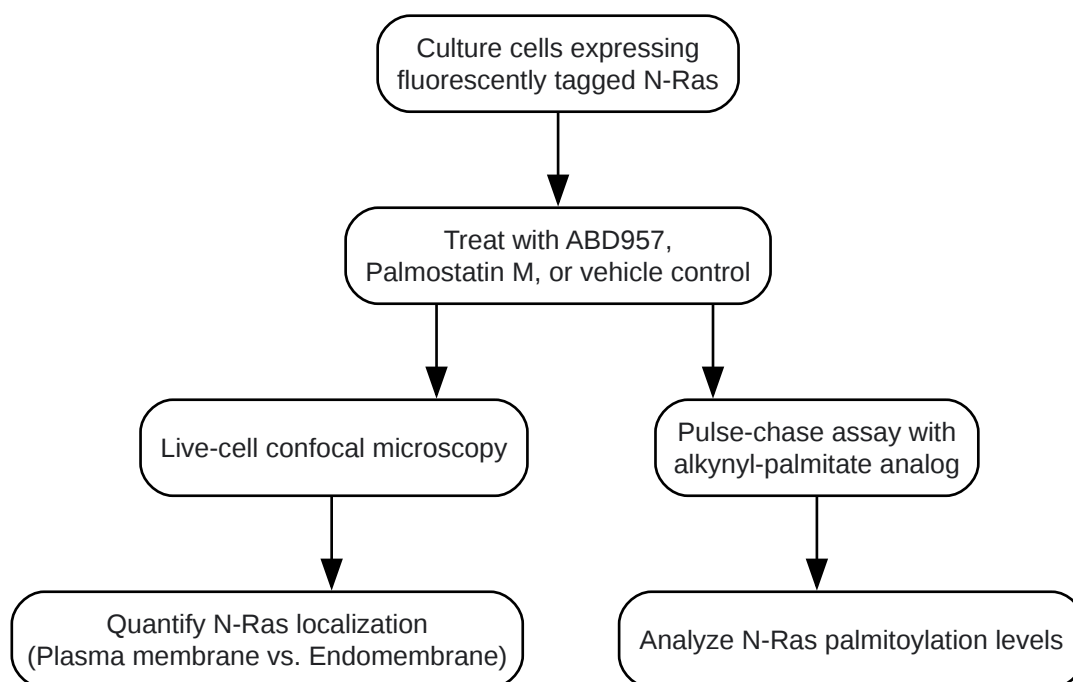 Culture cells expressing
fluorescently tagged N-Ras
Treat with ABD957,
Palmostatin M, or vehicle control
Live-cell confocal microscopy
Pulse-chase assay with
alkynyl-palmitate analog
Quantify N-Ras localization
(Plasma membrane vs. Endomembrane)
Analyze N-Ras palmitoylation levels